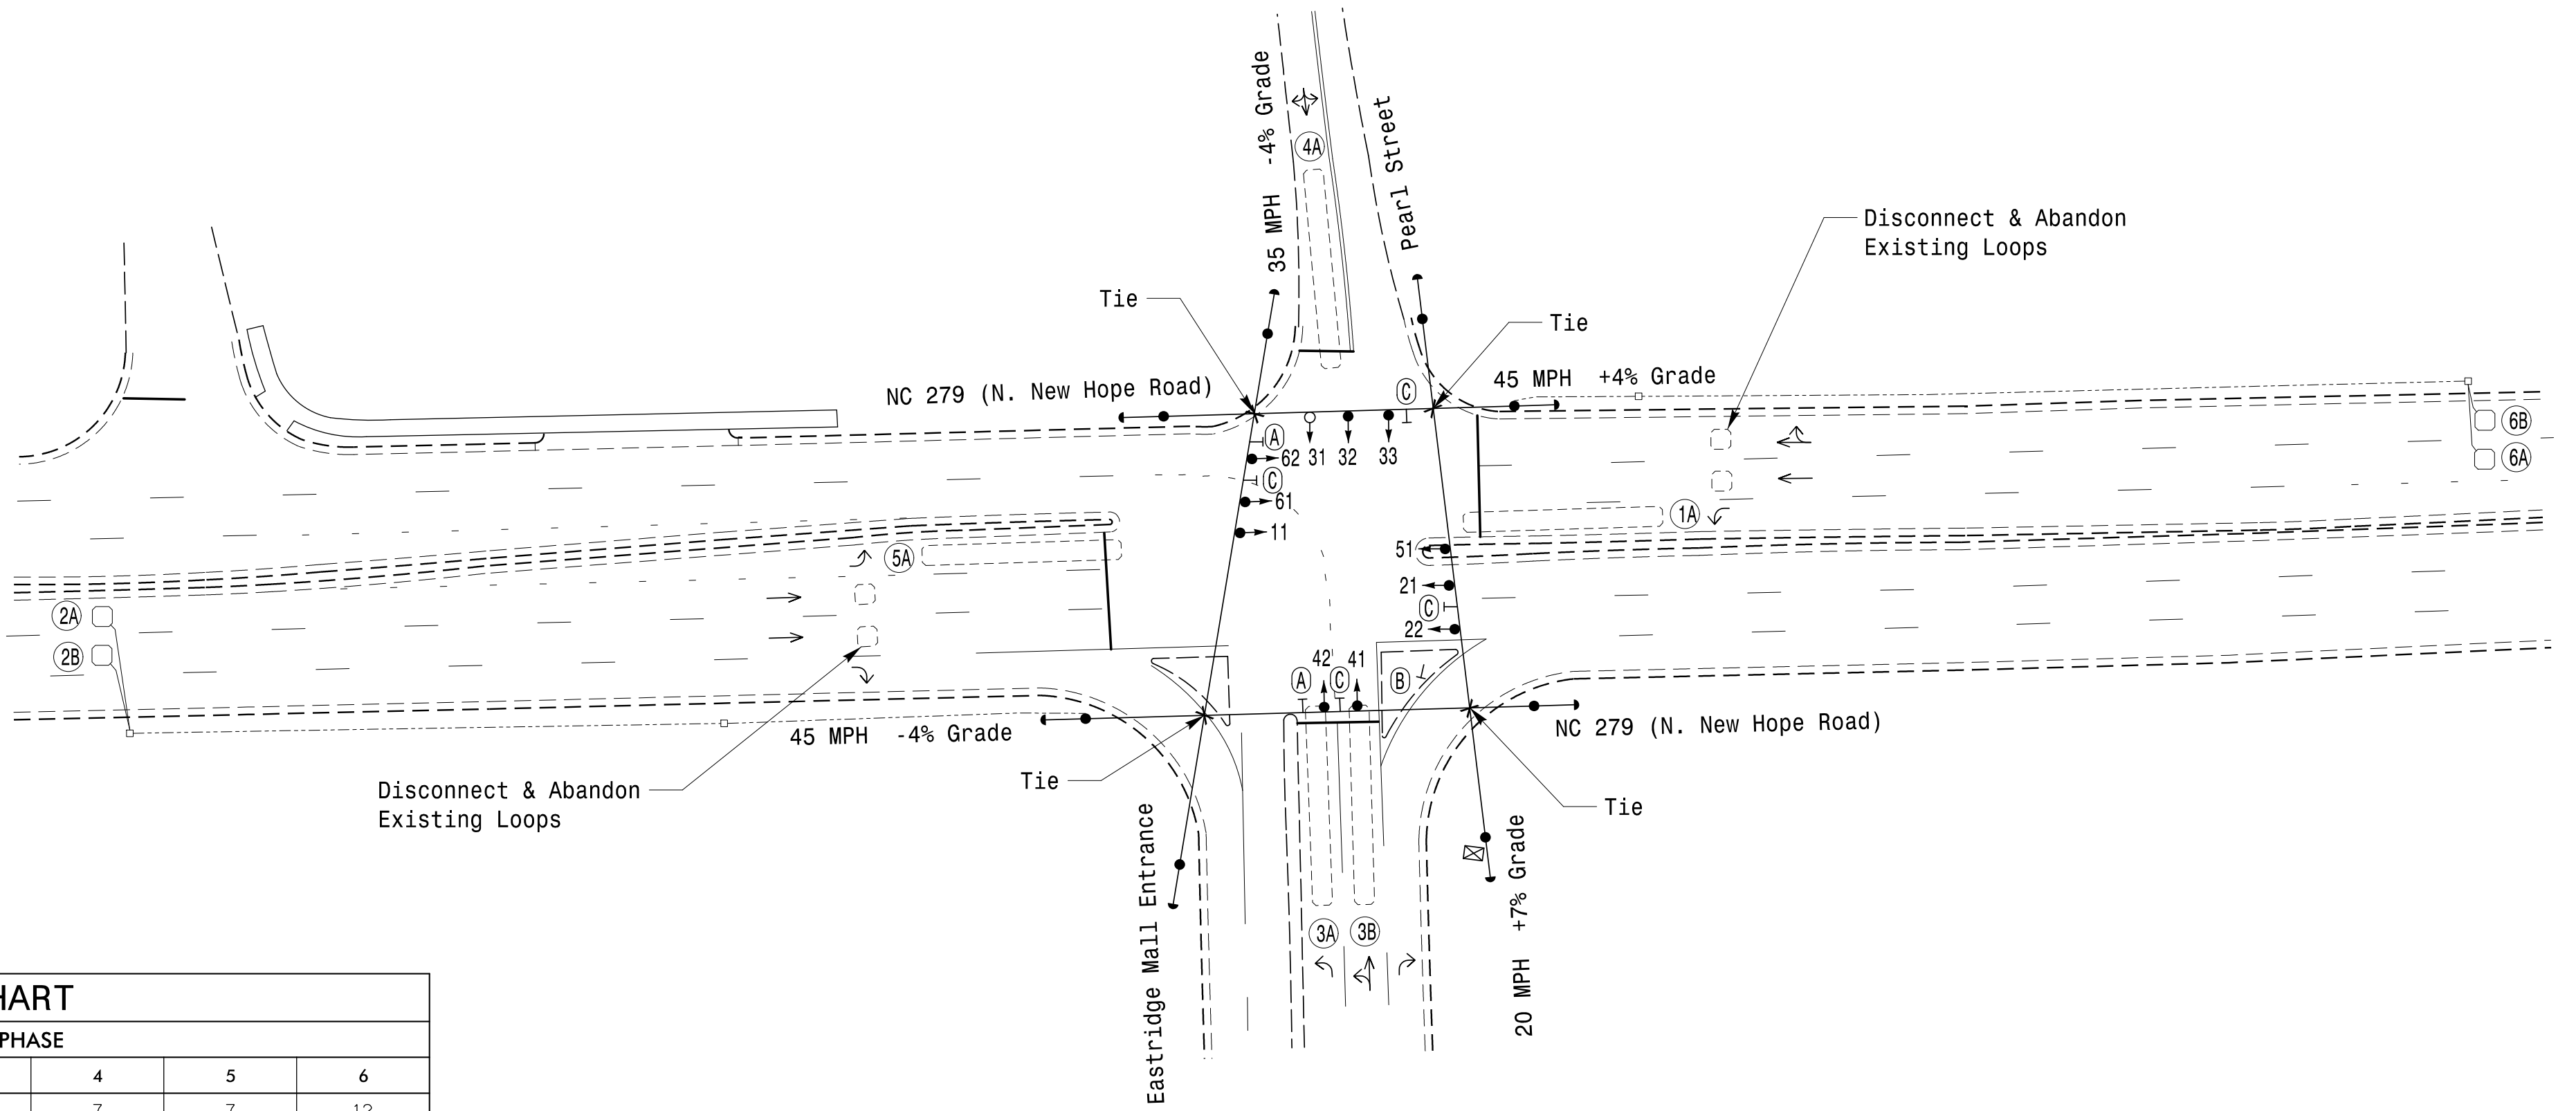 35 MPH -4% Grade
4A
Pearl Street
Disconnect & Abandon
Existing Loops
Tie
Tie
NC 279 (N. New Hope Road)
C
45 MPH +4% Grade
6B
6A
A
62
31
32
33
C
61
11
1A
5A
51
21
C
22
2A
2B
42
41
A
C
B
45 MPH -4% Grade
NC 279 (N. New Hope Road)
Tie
Tie
Disconnect & Abandon
Existing Loops
Eastridge Mall Entrance
20 MPH +7% Grade
3A
3B
HART
PHASE
4
5
6
7
7
12